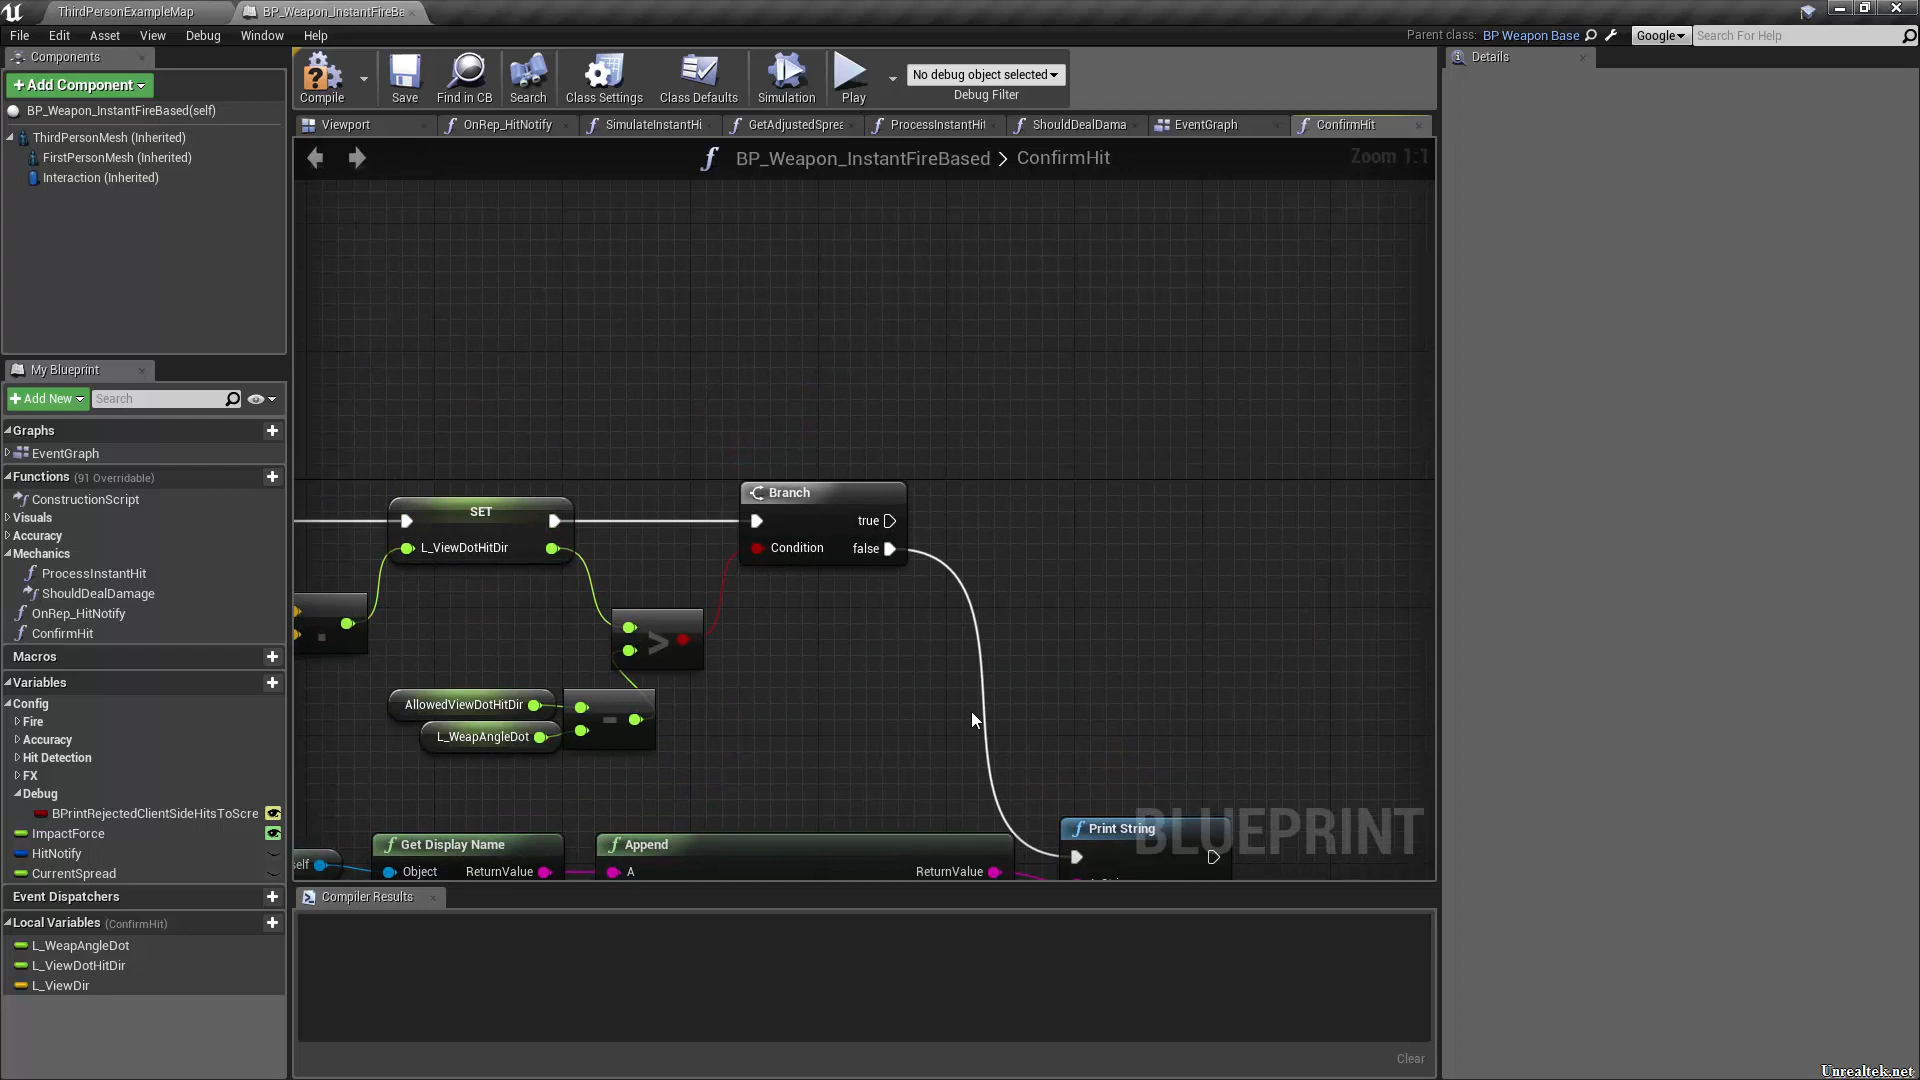 ThirdPersonExampleMap
BP_Weapon_InstantFireBa
File Edit Asset View Debug Window Help
Parent class: BP Weapon Base
Google
Search For Help
Components
Add Component
BP_Weapon_InstantFireBased(self)
ThirdPersonMesh (Inherited)
FirstPersonMesh (Inherited)
Interaction (Inherited)
Compile
Save
Find in CB
Search
Class Settings
Class Defaults
Simulation
Play
No debug object selected
Debug Filter
Details
Viewport
OnRep_HitNotify
SimulateInstantHi
GetAdjustedSprea
ProcessInstantHit
ShouldDealDama
EventGraph
ConfirmHit
BP_Weapon_InstantFireBased > ConfirmHit
Zoom 1:1
My Blueprint
Add New
Search
Graphs
EventGraph
Functions (91 Overridable)
ConstructionScript
Visuals
Accuracy
Mechanics
ProcessInstantHit
ShouldDealDamage
OnRep_HitNotify
ConfirmHit
Macros
Variables
Config
Fire
Accuracy
Hit Detection
FX
Debug
BPrintRejectedClientSideHitsToScre
ImpactForce
HitNotify
CurrentSpread
Event Dispatchers
Local Variables (ConfirmHit)
L_WeapAngleDot
L_ViewDotHitDir
L_ViewDir
SET
L_ViewDotHitDir
Branch
true
Condition
false
>
AllowedViewDotHitDir
L_WeapAngleDot
-
BLUEPRINT
Print String
Get Display Name
Append
elf
Object
ReturnValue
A
ReturnValue
Compiler Results
Clear
Unrealtek.net